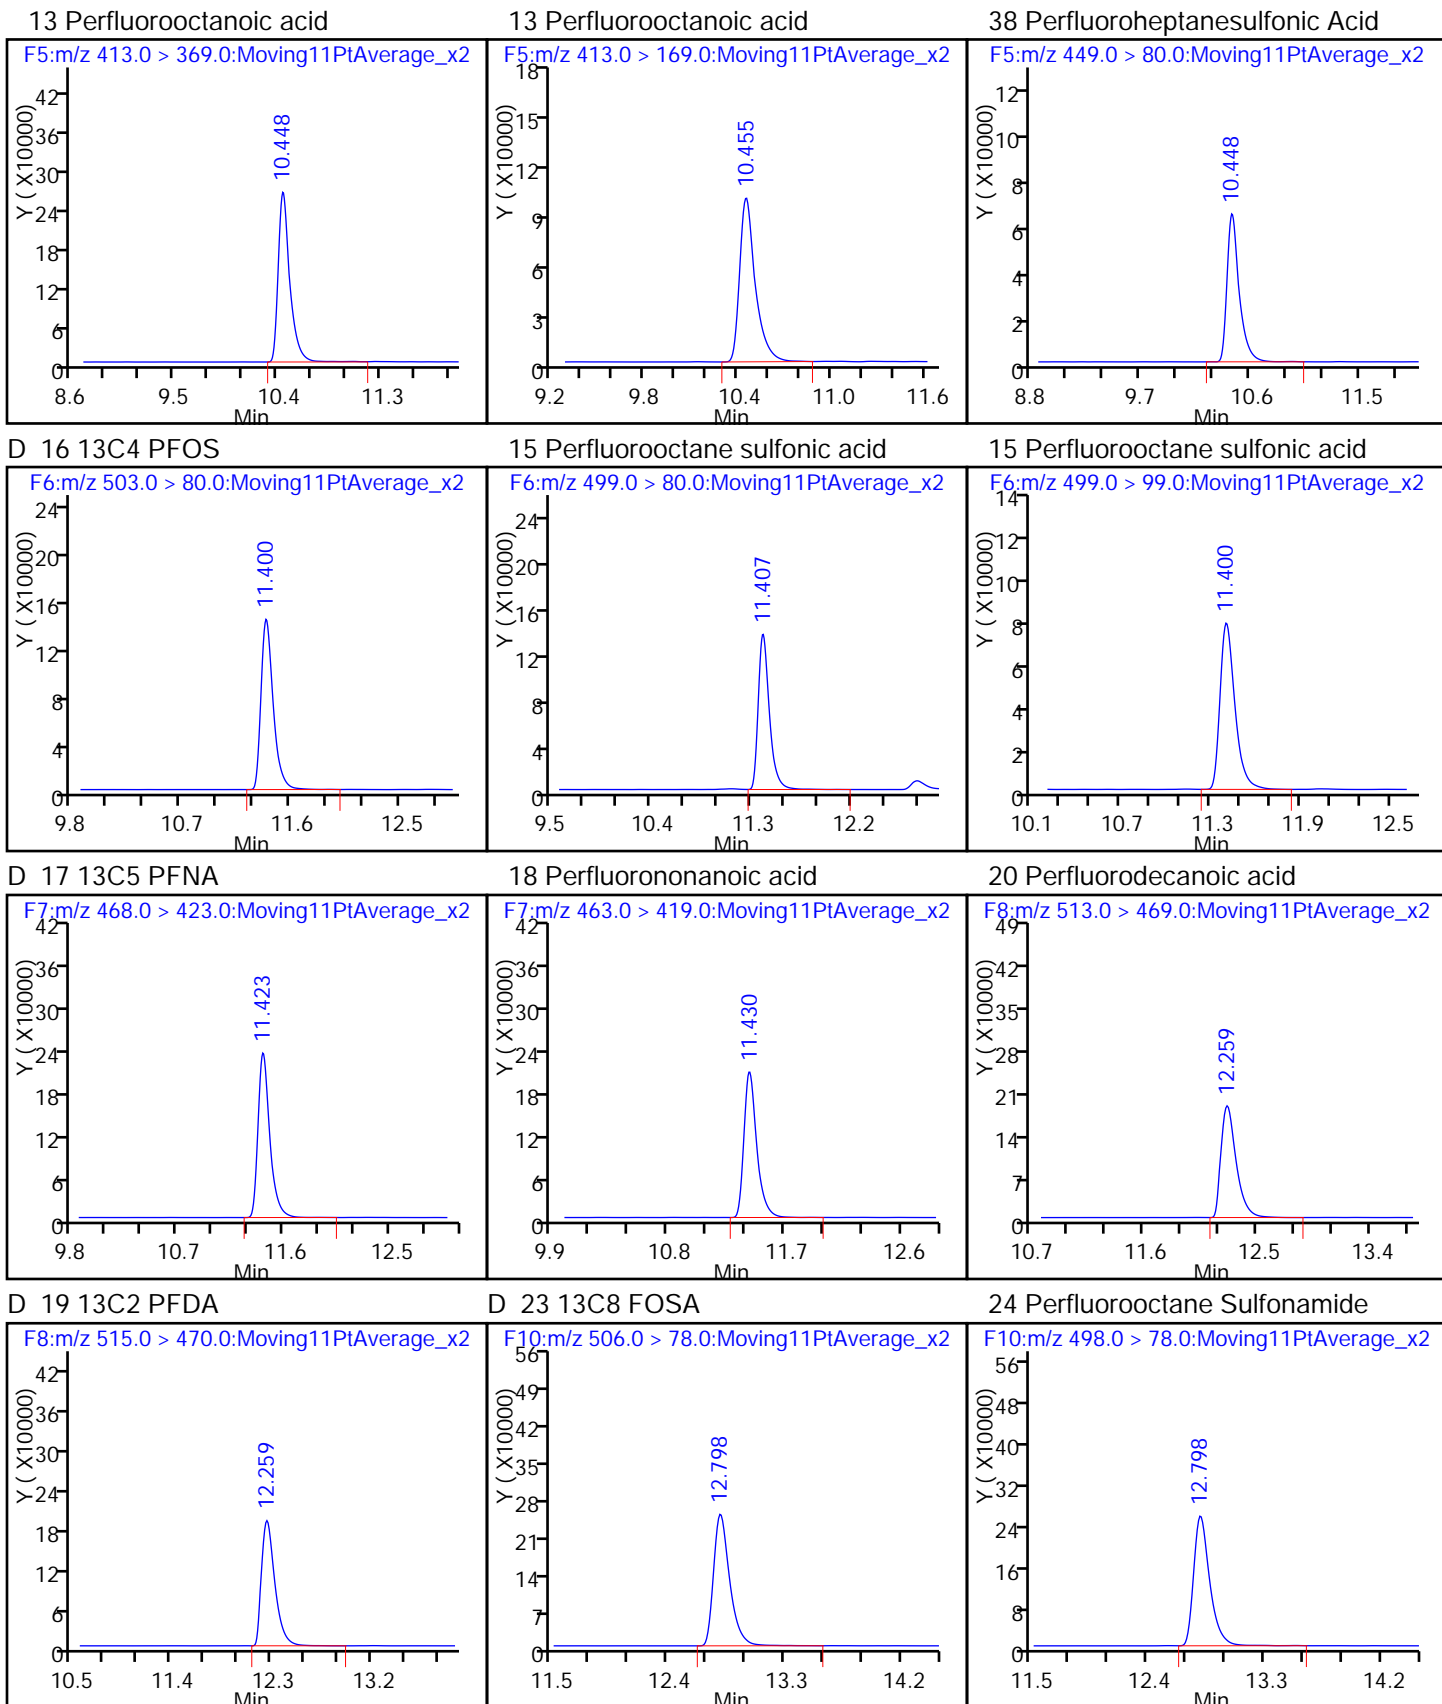 13 Perfluorooctanoic acid
F5:m/z 413.0 > 369.0:Moving11PtAverage_x2
Y ( X10000)
42
36
30
24
18
12
6
0
10.448
8.6 9.5 10.4 11.3
Min
13 Perfluorooctanoic acid
F5:m/z 413.0 > 169.0:Moving11PtAverage_x2
Y ( X10000)
18
15
12
9
6
3
0
10.455
9.2 9.8 10.4 11.0 11.6
Min
38 Perfluoroheptanesulfonic Acid
F5:m/z 449.0 > 80.0:Moving11PtAverage_x2
Y ( X10000)
12
10
8
6
4
2
0
10.448
8.8 9.7 10.6 11.5
Min
D 16 13C4 PFOS
F6:m/z 503.0 > 80.0:Moving11PtAverage_x2
Y ( X10000)
24
20
16
12
8
4
0
11.400
9.8 10.7 11.6 12.5
Min
15 Perfluorooctane sulfonic acid
F6:m/z 499.0 > 80.0:Moving11PtAverage_x2
Y ( X10000)
24
20
16
12
8
4
0
11.407
9.5 10.4 11.3 12.2
Min
15 Perfluorooctane sulfonic acid
F6:m/z 499.0 > 99.0:Moving11PtAverage_x2
Y ( X10000)
14
12
10
8
6
4
2
0
11.400
10.1 10.7 11.3 11.9 12.5
Min
D 17 13C5 PFNA
F7:m/z 468.0 > 423.0:Moving11PtAverage_x2
Y ( X10000)
42
36
30
24
18
12
6
0
11.423
9.8 10.7 11.6 12.5
Min
18 Perfluorononanoic acid
F7:m/z 463.0 > 419.0:Moving11PtAverage_x2
Y ( X10000)
42
36
30
24
18
12
6
0
11.430
9.9 10.8 11.7 12.6
Min
20 Perfluorodecanoic acid
F8:m/z 513.0 > 469.0:Moving11PtAverage_x2
Y ( X10000)
49
42
35
28
21
14
7
0
12.259
10.7 11.6 12.5 13.4
Min
D 19 13C2 PFDA
F8:m/z 515.0 > 470.0:Moving11PtAverage_x2
Y ( X10000)
42
36
30
24
18
12
6
0
12.259
10.5 11.4 12.3 13.2
Min
D 23 13C8 FOSA
F10:m/z 506.0 > 78.0:Moving11PtAverage_x2
Y ( X10000)
56
49
42
35
28
21
14
7
0
12.798
11.5 12.4 13.3 14.2
Min
24 Perfluorooctane Sulfonamide
F10:m/z 498.0 > 78.0:Moving11PtAverage_x2
Y ( X10000)
56
48
40
32
24
16
8
0
12.798
11.5 12.4 13.3 14.2
Min